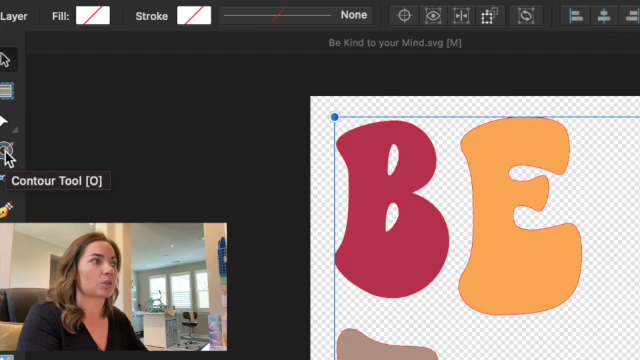 Layer Fill: Stroke None
Be Kind to your Mind.svg [M]
Contour Tool [O]
BE